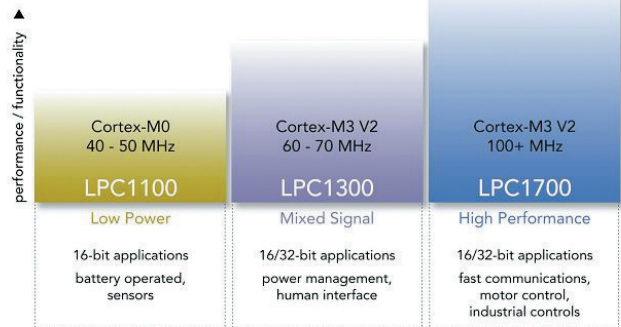 performance / functionality
Cortex-M0
40 - 50 MHz
LPC1100
Low Power
16-bit applications
battery operated,
sensors
Cortex-M3 V2
60 - 70 MHz
LPC1300
Mixed Signal
16/32-bit applications
power management,
human interface
Cortex-M3 V2
100+ MHz
LPC1700
High Performance
16/32-bit applications
fast communications,
motor control,
industrial controls